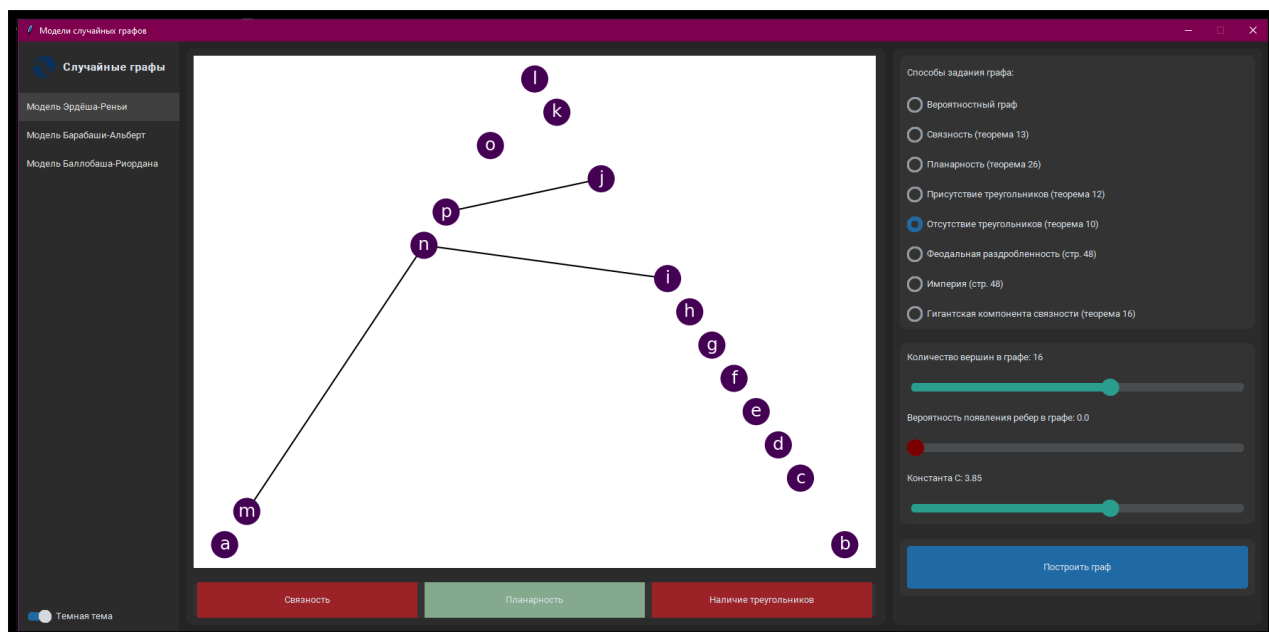 Модели случайных графов
Случайные графы
Модель Эрдёша-Реньи
Модель Барабаши-Альберт
Модель Баллобаша-Риордана
Темная тема
l
k
o
j
p
n
i
h
g
f
e
d
c
m
a
b
Связность
Планарность
Наличие треугольников
Способы задания графа:
Вероятностный граф
Связность (теорема 13)
Планарность (теорема 26)
Присутствие треугольников (теорема 12)
Отсутствие треугольников (теорема 10)
Феодальная раздробленность (стр. 48)
Империя (стр. 48)
Гигантская компонента связности (теорема 16)
Количество вершин в графе: 16
Вероятность появления ребер в графе: 0.0
Константа С: 3.85
Построить граф